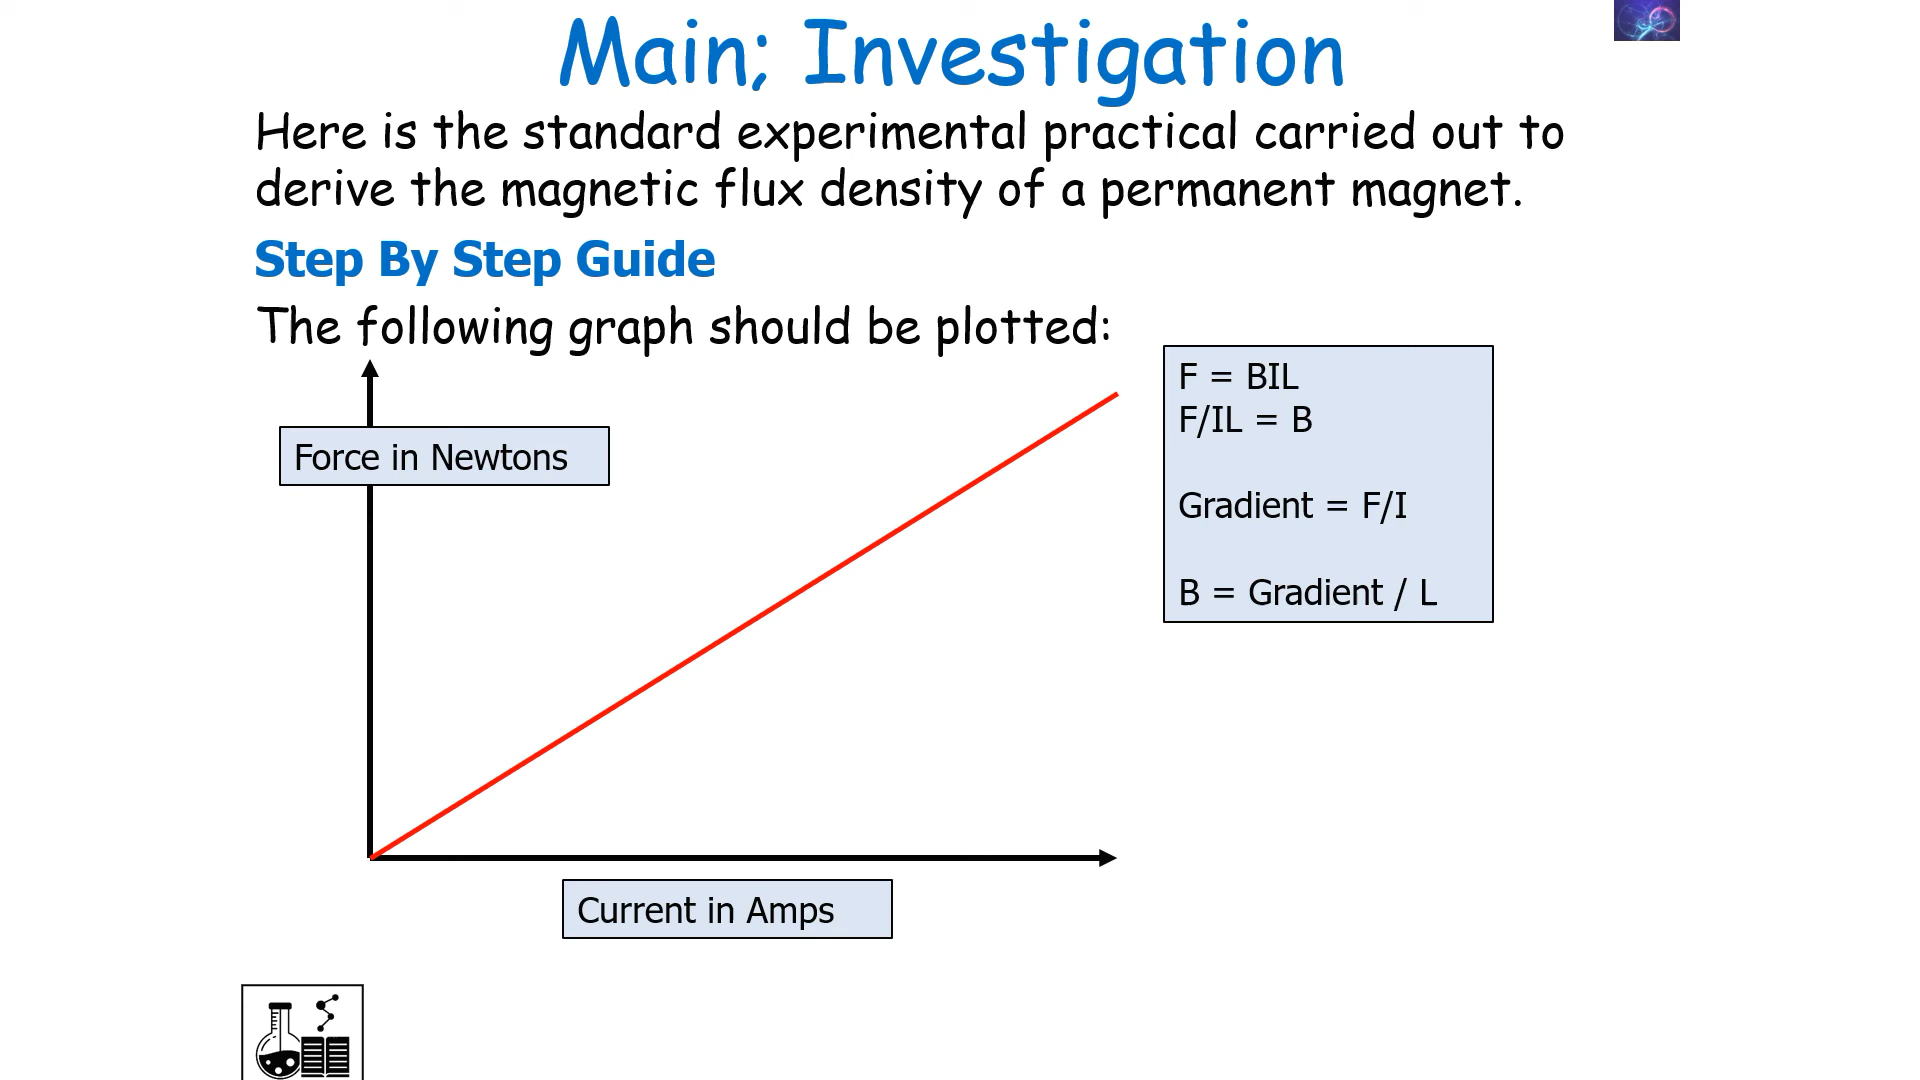 Main; Investigation
Here is the standard experimental practical carried out to
derive the magnetic flux density of a permanent magnet.
Step By Step Guide
The following graph should be plotted:
F = BIL
F/IL = B
Gradient = F/I
B = Gradient / L
Force in Newtons
Current in Amps